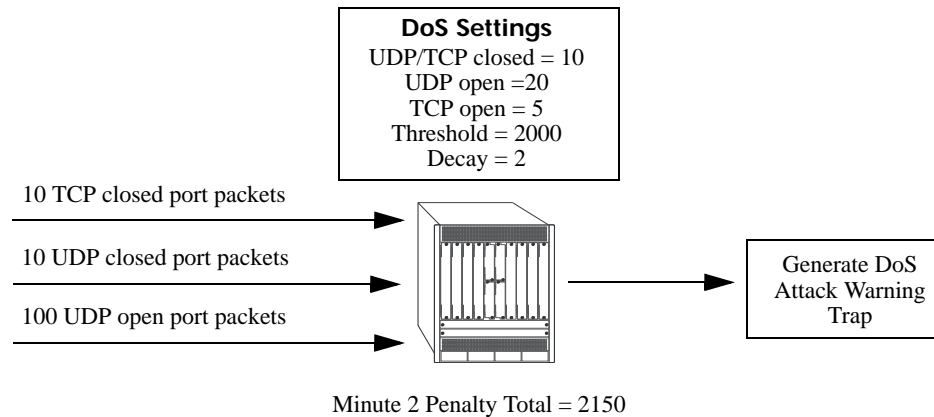 DoS Settings
UDP/TCP closed = 10
UDP open =20
TCP open = 5
Threshold = 2000
Decay = 2
10 TCP closed port packets
10 UDP closed port packets
100 UDP open port packets
Generate DoS
Attack Warning
Trap
Minute 2 Penalty Total = 2150